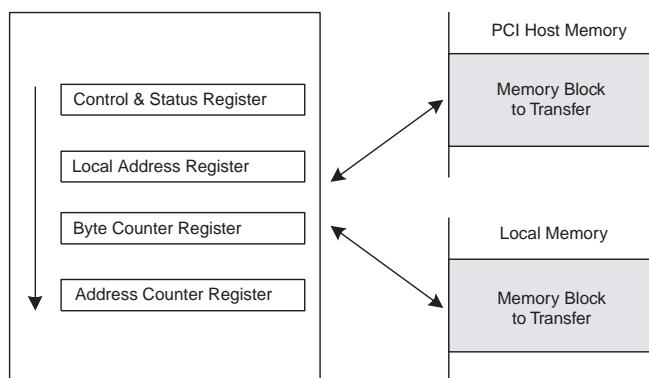 Control & Status Register
Local Address Register
Byte Counter Register
Address Counter Register
PCI Host Memory
Memory Block
to Transfer
Local Memory
Memory Block
to Transfer